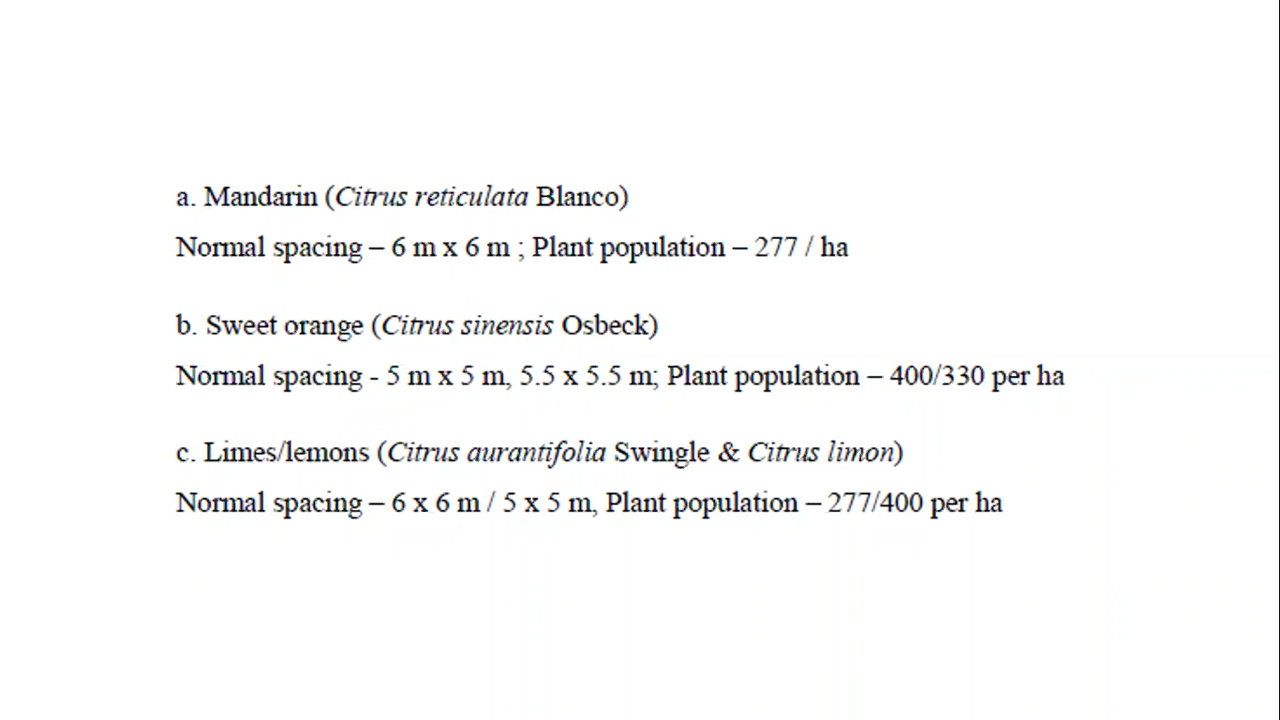 a. Mandarin (Citrus reticulata Blanco)
Normal spacing – 6 m x 6 m ; Plant population – 277 / ha
b. Sweet orange (Citrus sinensis Osbeck)
Normal spacing - 5 m x 5 m, 5.5 x 5.5 m; Plant population – 400/330 per ha
c. Limes/lemons (Citrus aurantifolia Swingle & Citrus limon)
Normal spacing – 6 x 6 m / 5 x 5 m, Plant population – 277/400 per ha